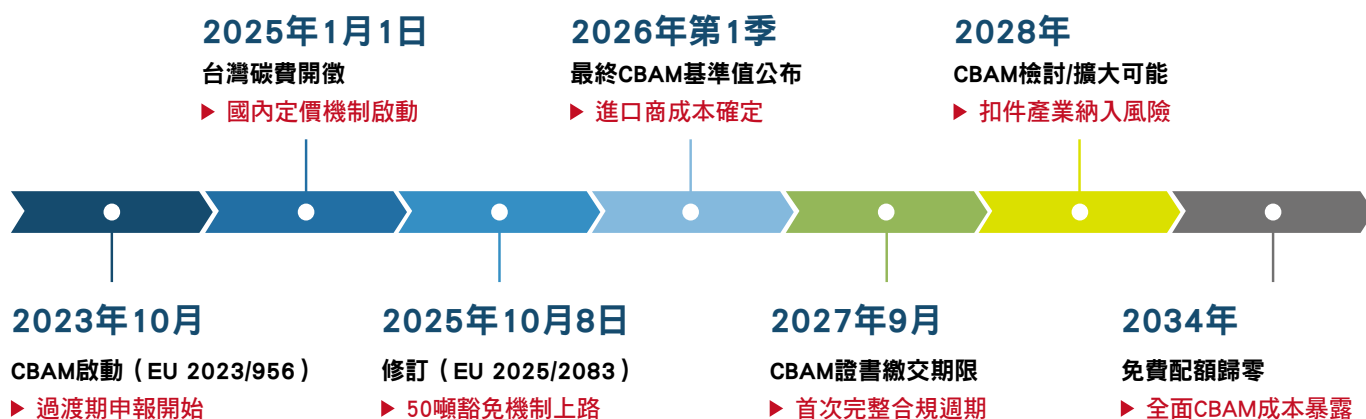 2025年1月1日
台灣碳費開徵
▶ 國內定價機制啟動
2026年第1季
最終CBAM基準值公布
▶ 進口商成本確定
2028年
CBAM檢討/擴大可能
▶ 扣件產業納入風險
2023年10月
CBAM啟動（EU 2023/956）
▶ 過渡期申報開始
2025年10月8日
修訂（EU 2025/2083）
▶ 50噸豁免機制上路
2027年9月
CBAM證書繳交期限
▶ 首次完整合規週期
2034年
免費配額歸零
▶ 全面CBAM成本暴露